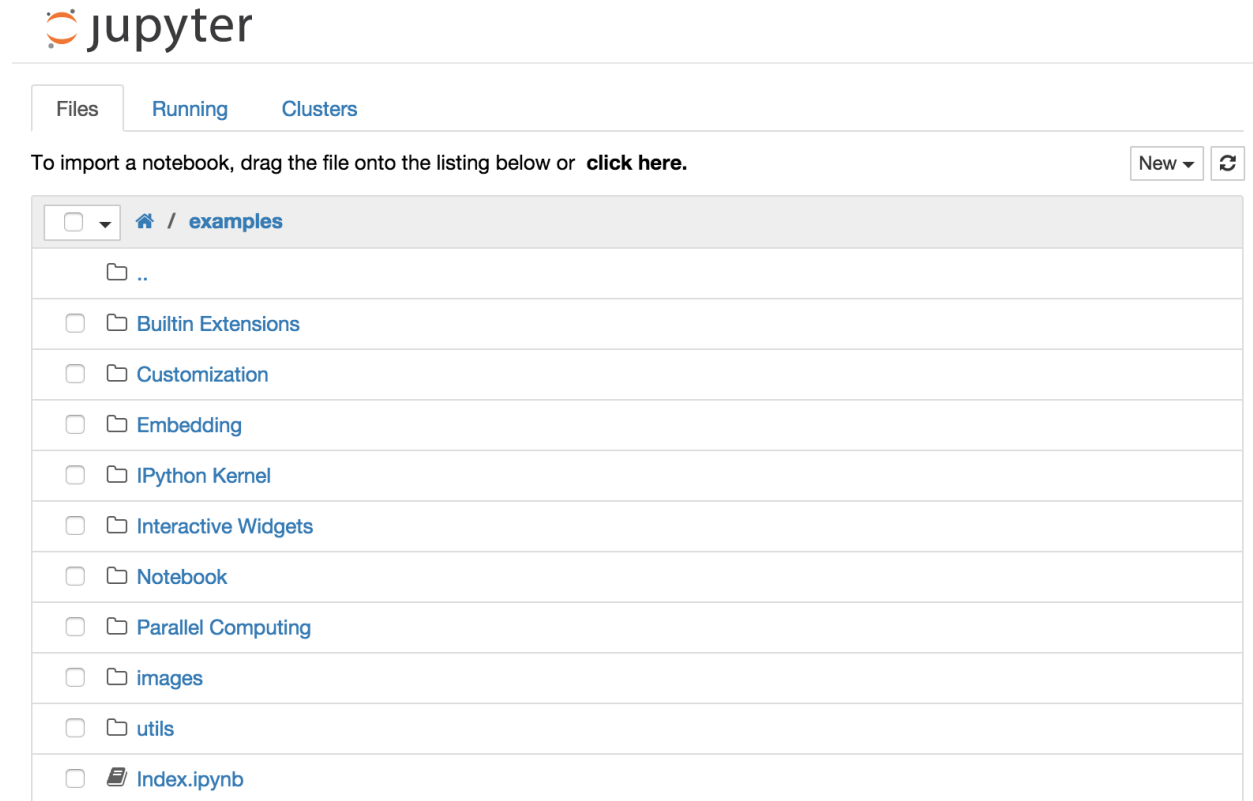 jupyter
Files Running Clusters
To import a notebook, drag the file onto the listing below or click here. New
/ examples
..
Builtin Extensions
Customization
Embedding
IPython Kernel
Interactive Widgets
Notebook
Parallel Computing
images
utils
Index.ipynb